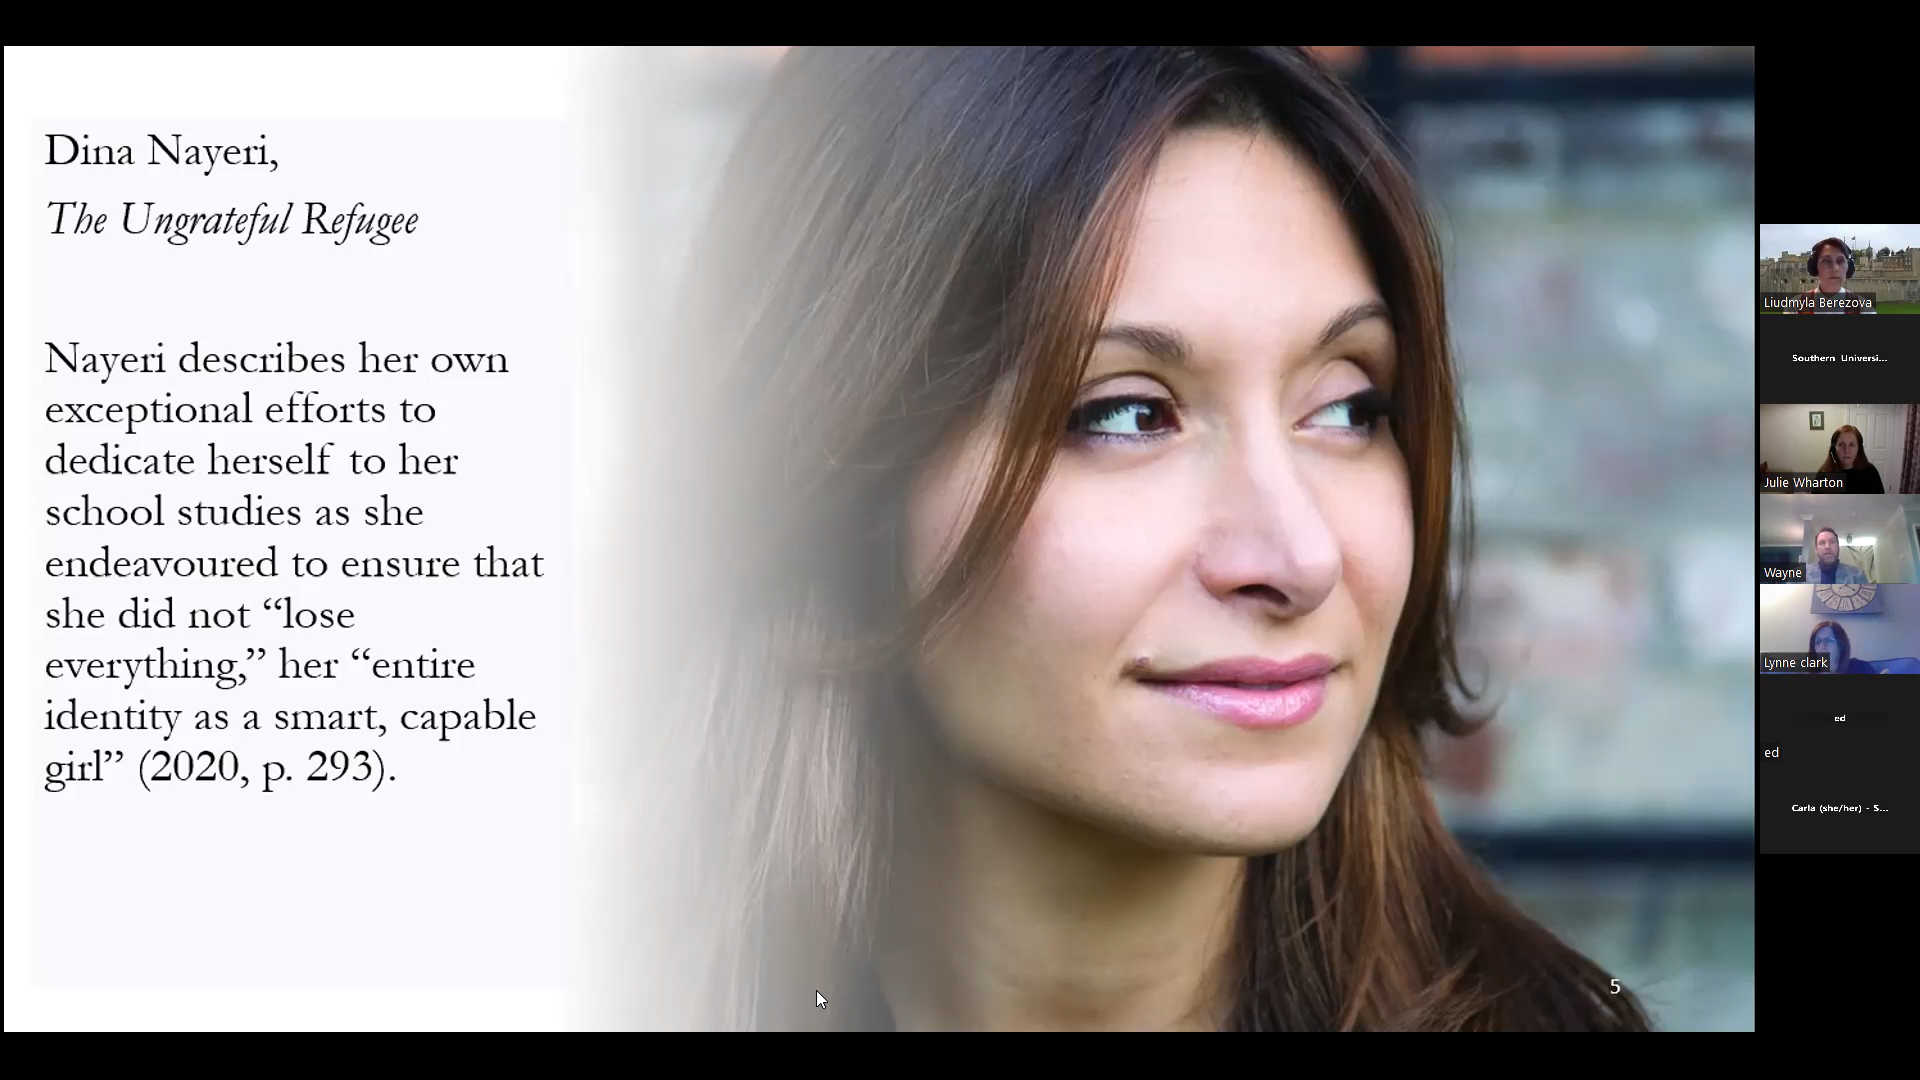 Dina Nayeri,
The Ungrateful Refugee
Nayeri describes her own
exceptional efforts to
dedicate herself to her
school studies as she
endeavoured to ensure that
she did not “lose
everything,” her “entire
identity as a smart, capable
girl” (2020, p. 293).
5
Liudmyla Berezova
Southern Universi...
Julie Wharton
Wayne
Lynne clark
ed
ed
Carla (she/her) - S...